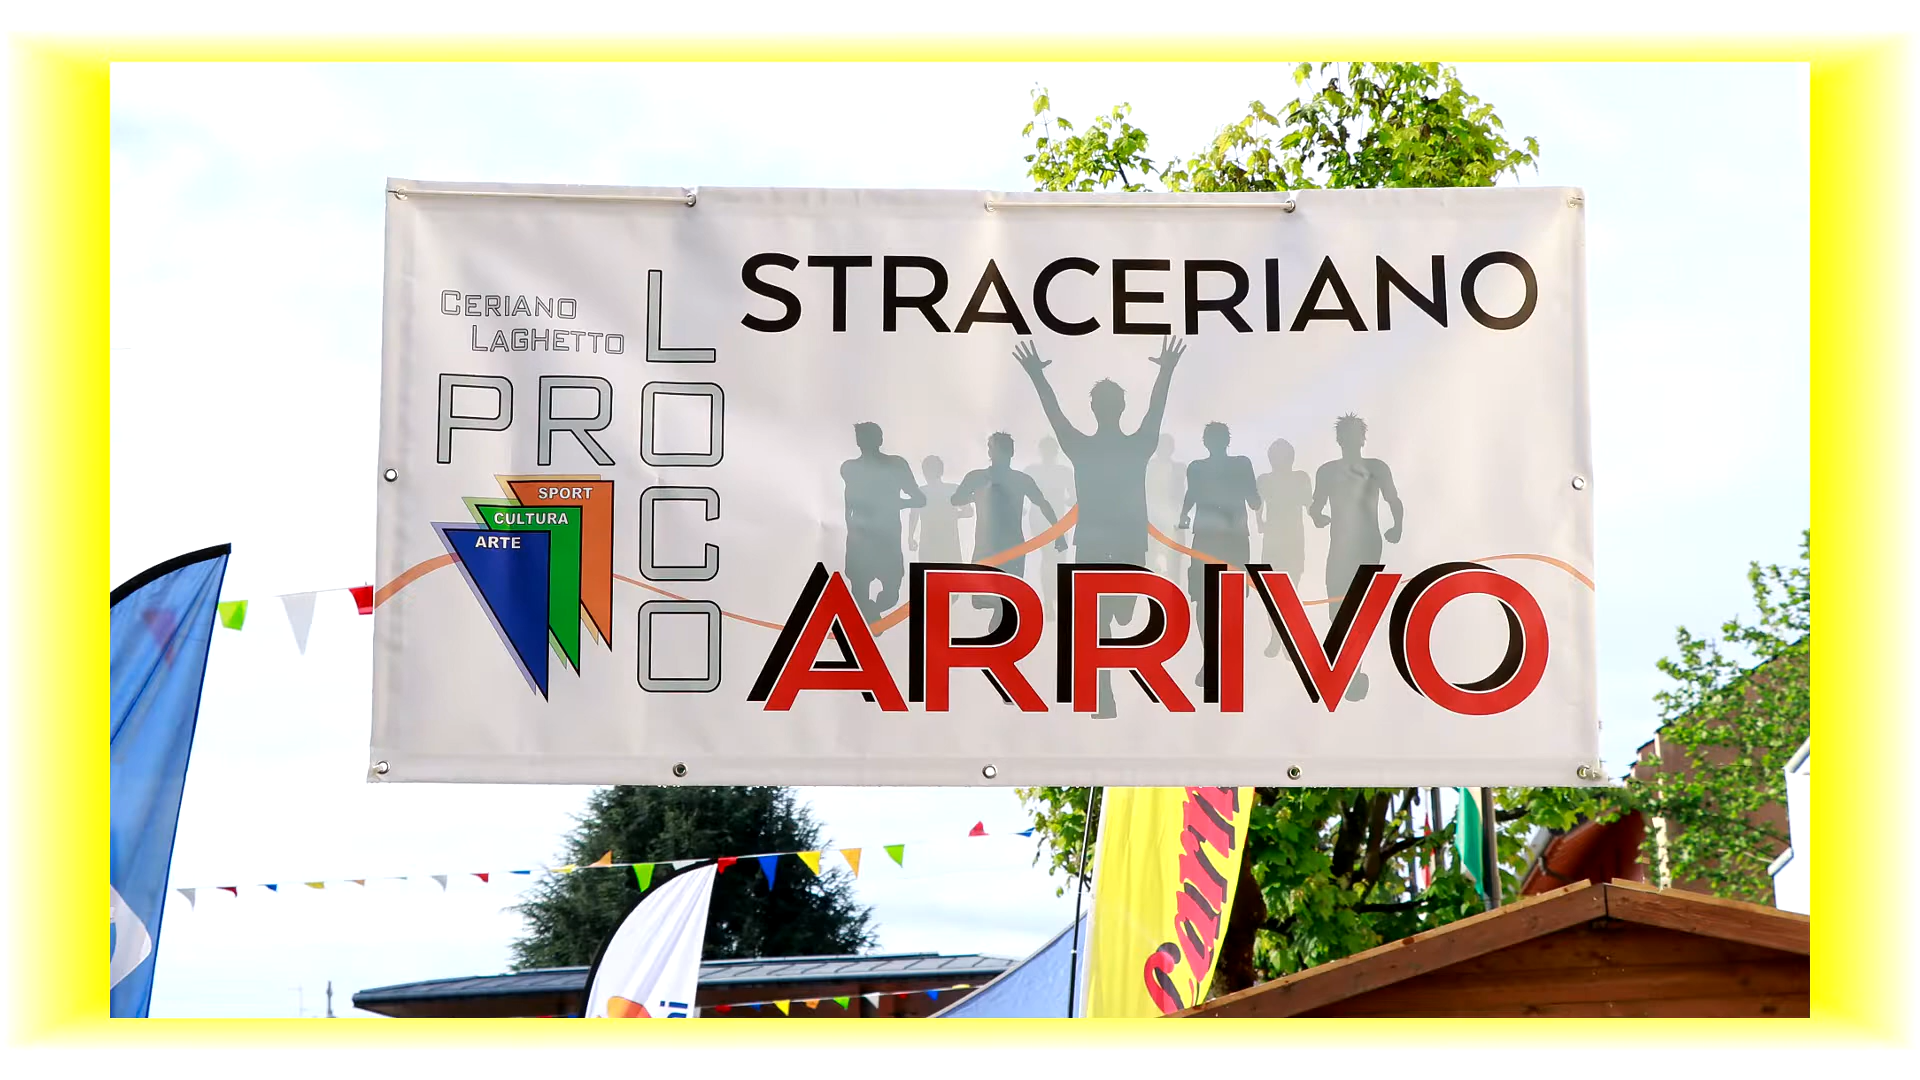 CERIANO
LAGHETTO
PRO
LOCO
SPORT
CULTURA
ARTE
STRACERIANO
ARRIVO